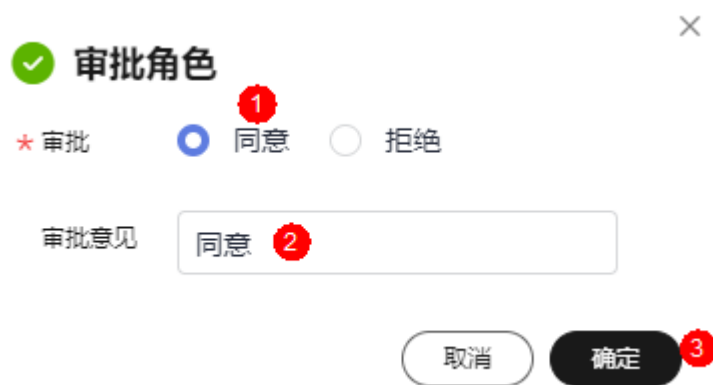 审批角色
1
* 审批 同意 拒绝
审批意见 同意 2
取消 确定 3